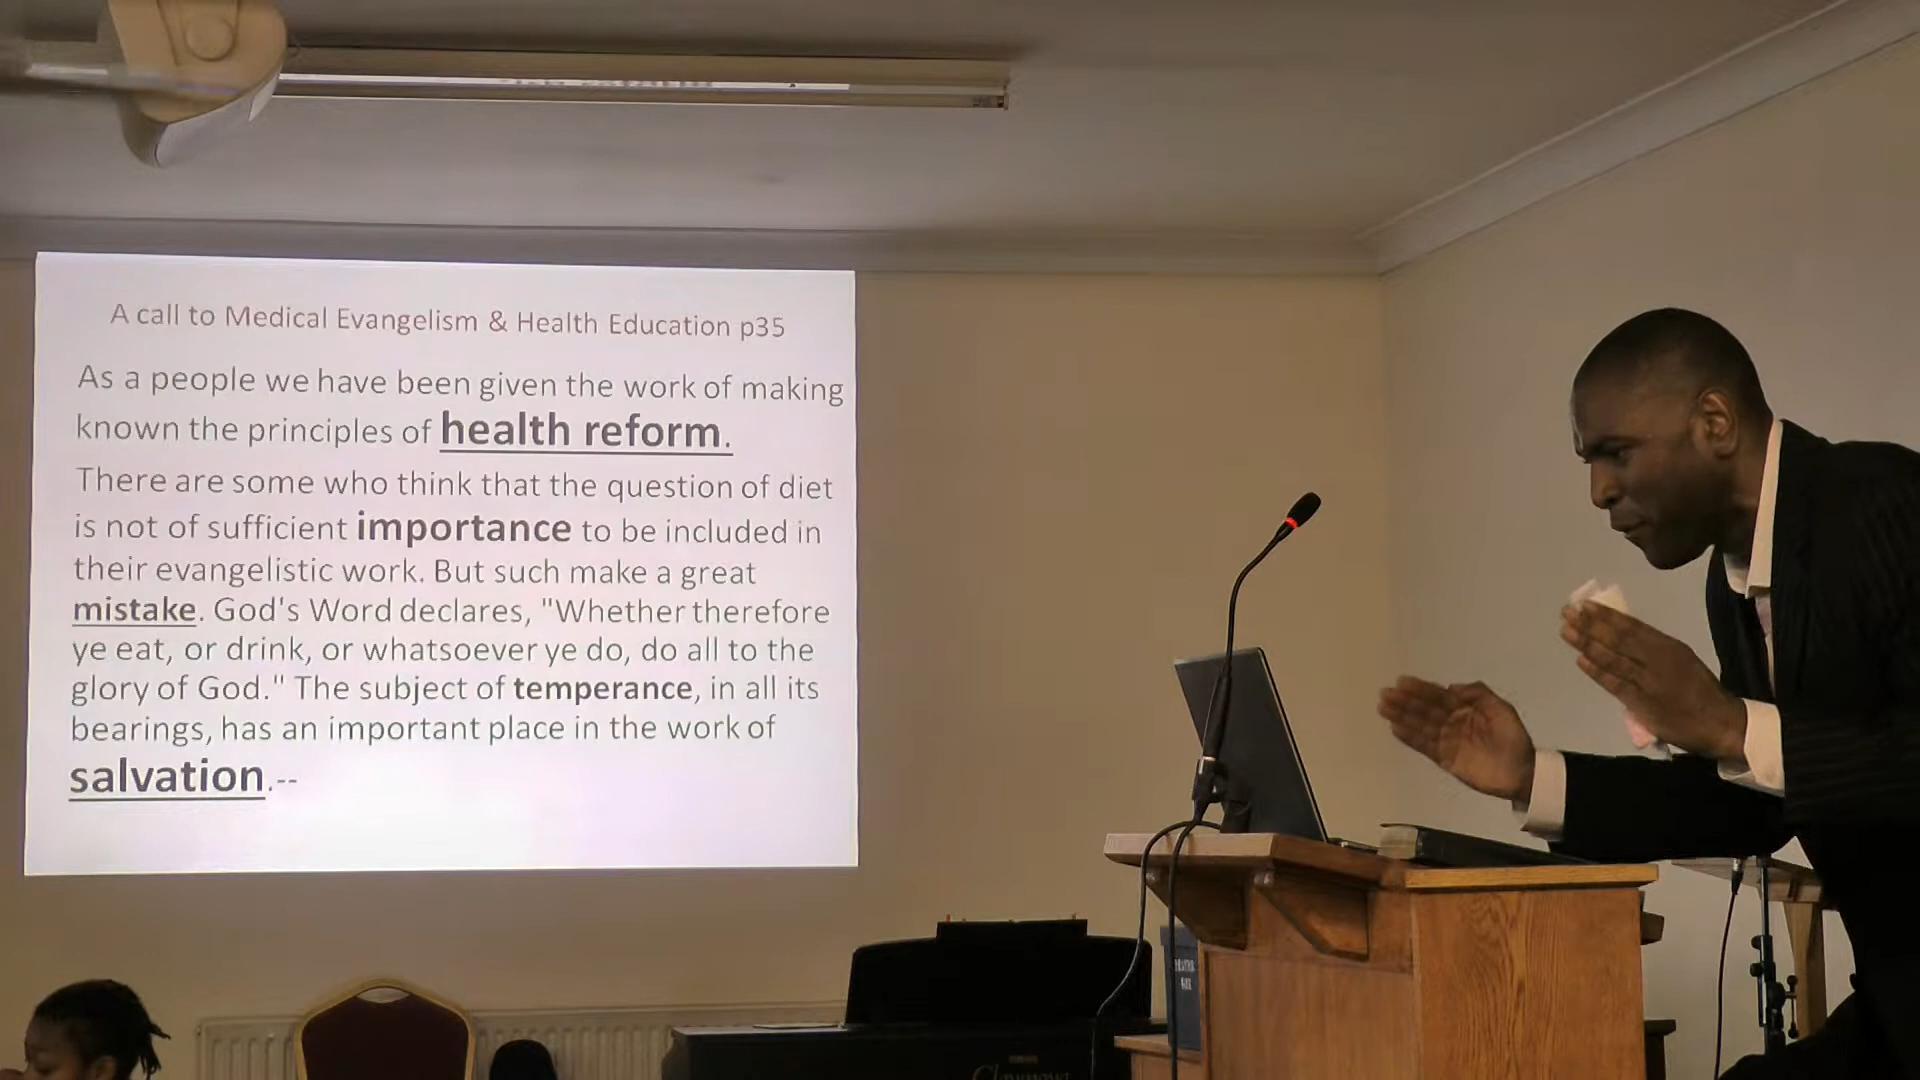 A call to Medical Evangelism & Health Education p35
As a people we have been given the work of making
known the principles of health reform.
There are some who think that the question of diet
is not of sufficient importance to be included in
their evangelistic work. But such make a great
mistake. God's Word declares, "Whether therefore
ye eat, or drink, or whatsoever ye do, do all to the
glory of God." The subject of temperance, in all its
bearings, has an important place in the work of
salvation.--